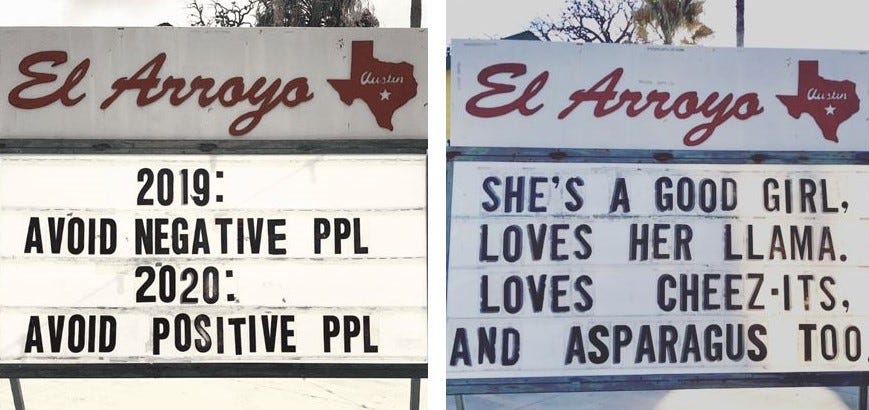 El Arroyo
Austin
2019:
AVOID NEGATIVE PPL
2020:
AVOID POSITIVE PPL
El Arroyo
Austin
SHE'S A GOOD GIRL,
LOVES HER LLAMA.
LOVES CHEEZ-ITS,
AND ASPARAGUS TOO.